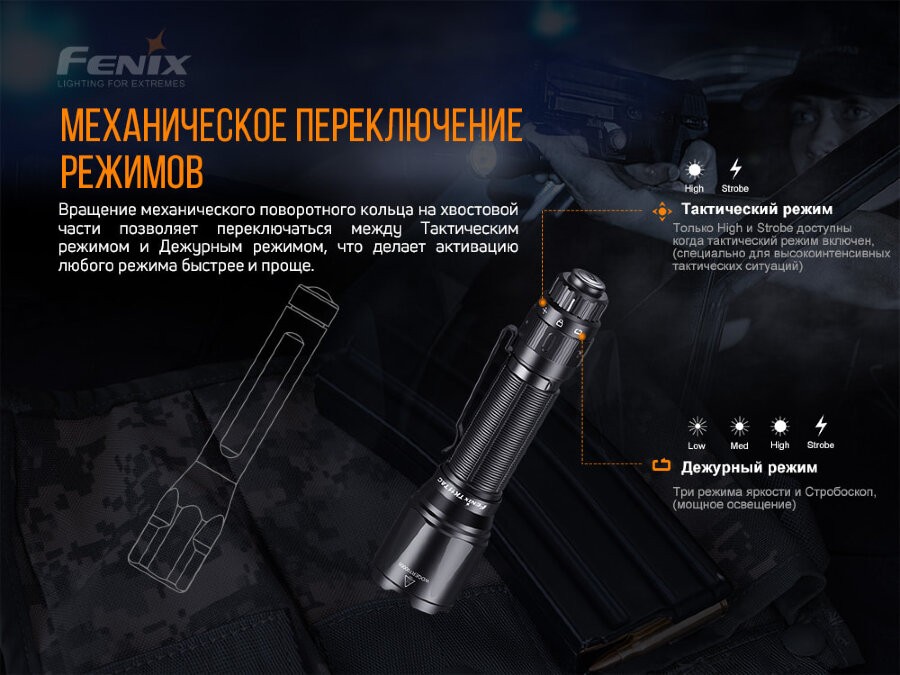 FENIX
LIGHTING FOR EXTREMES
МЕХАНИЧЕСКОЕ ПЕРЕКЛЮЧЕНИЕ
РЕЖИМОВ
Вращение механического поворотного кольца на хвостовой
части позволяет переключаться между Тактическим
режимом и Дежурным режимом, что делает активацию
любого режима быстрее и проще.
High Strobe
Тактический режим
Только High и Strobe доступны
когда тактический режим включен,
(специально для высокоинтенсивных
тактических ситуаций)
Low Med High Strobe
Дежурный режим
Три режима яркости и Стробоскоп,
(мощное освещение)
Fenix TK11 TAC